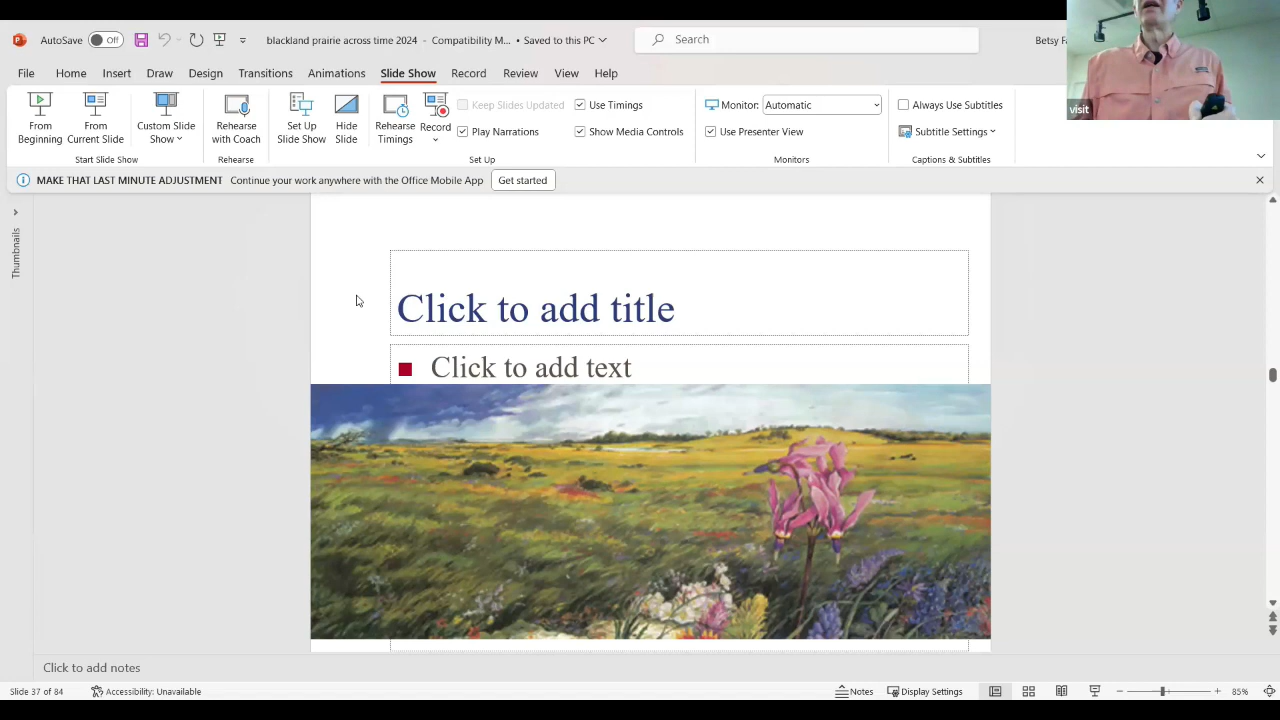 AutoSave Off blackland prairie across time 2024 - Compatibility M... • Saved to this PC Search Betsy Fa
File Home Insert Draw Design Transitions Animations Slide Show Record Review View Help
visit
From Beginning
From Current Slide
Custom Slide Show
Start Slide Show
Rehearse with Coach
Rehearse
Set Up Slide Show
Hide Slide
Rehearse Timings
Record
Keep Slides Updated
Play Narrations
Use Timings
Show Media Controls
Set Up
Monitor: Automatic
Use Presenter View
Monitors
Always Use Subtitles
Subtitle Settings
Captions & Subtitles
MAKE THAT LAST MINUTE ADJUSTMENT Continue your work anywhere with the Office Mobile App Get started
Thumbnails
Click to add title
Click to add text
Click to add notes
Slide 37 of 84 Accessibility: Unavailable Notes Display Settings 85%